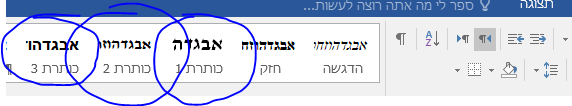 תצוגה ספר לי מה אתה רוצה לעשות...
אבגדהוזחי אבגדהוזח אבגדה אבגדהוזח אבגדהו
הדגשה חזק כותרת 1 כותרת 2 כותרת 3